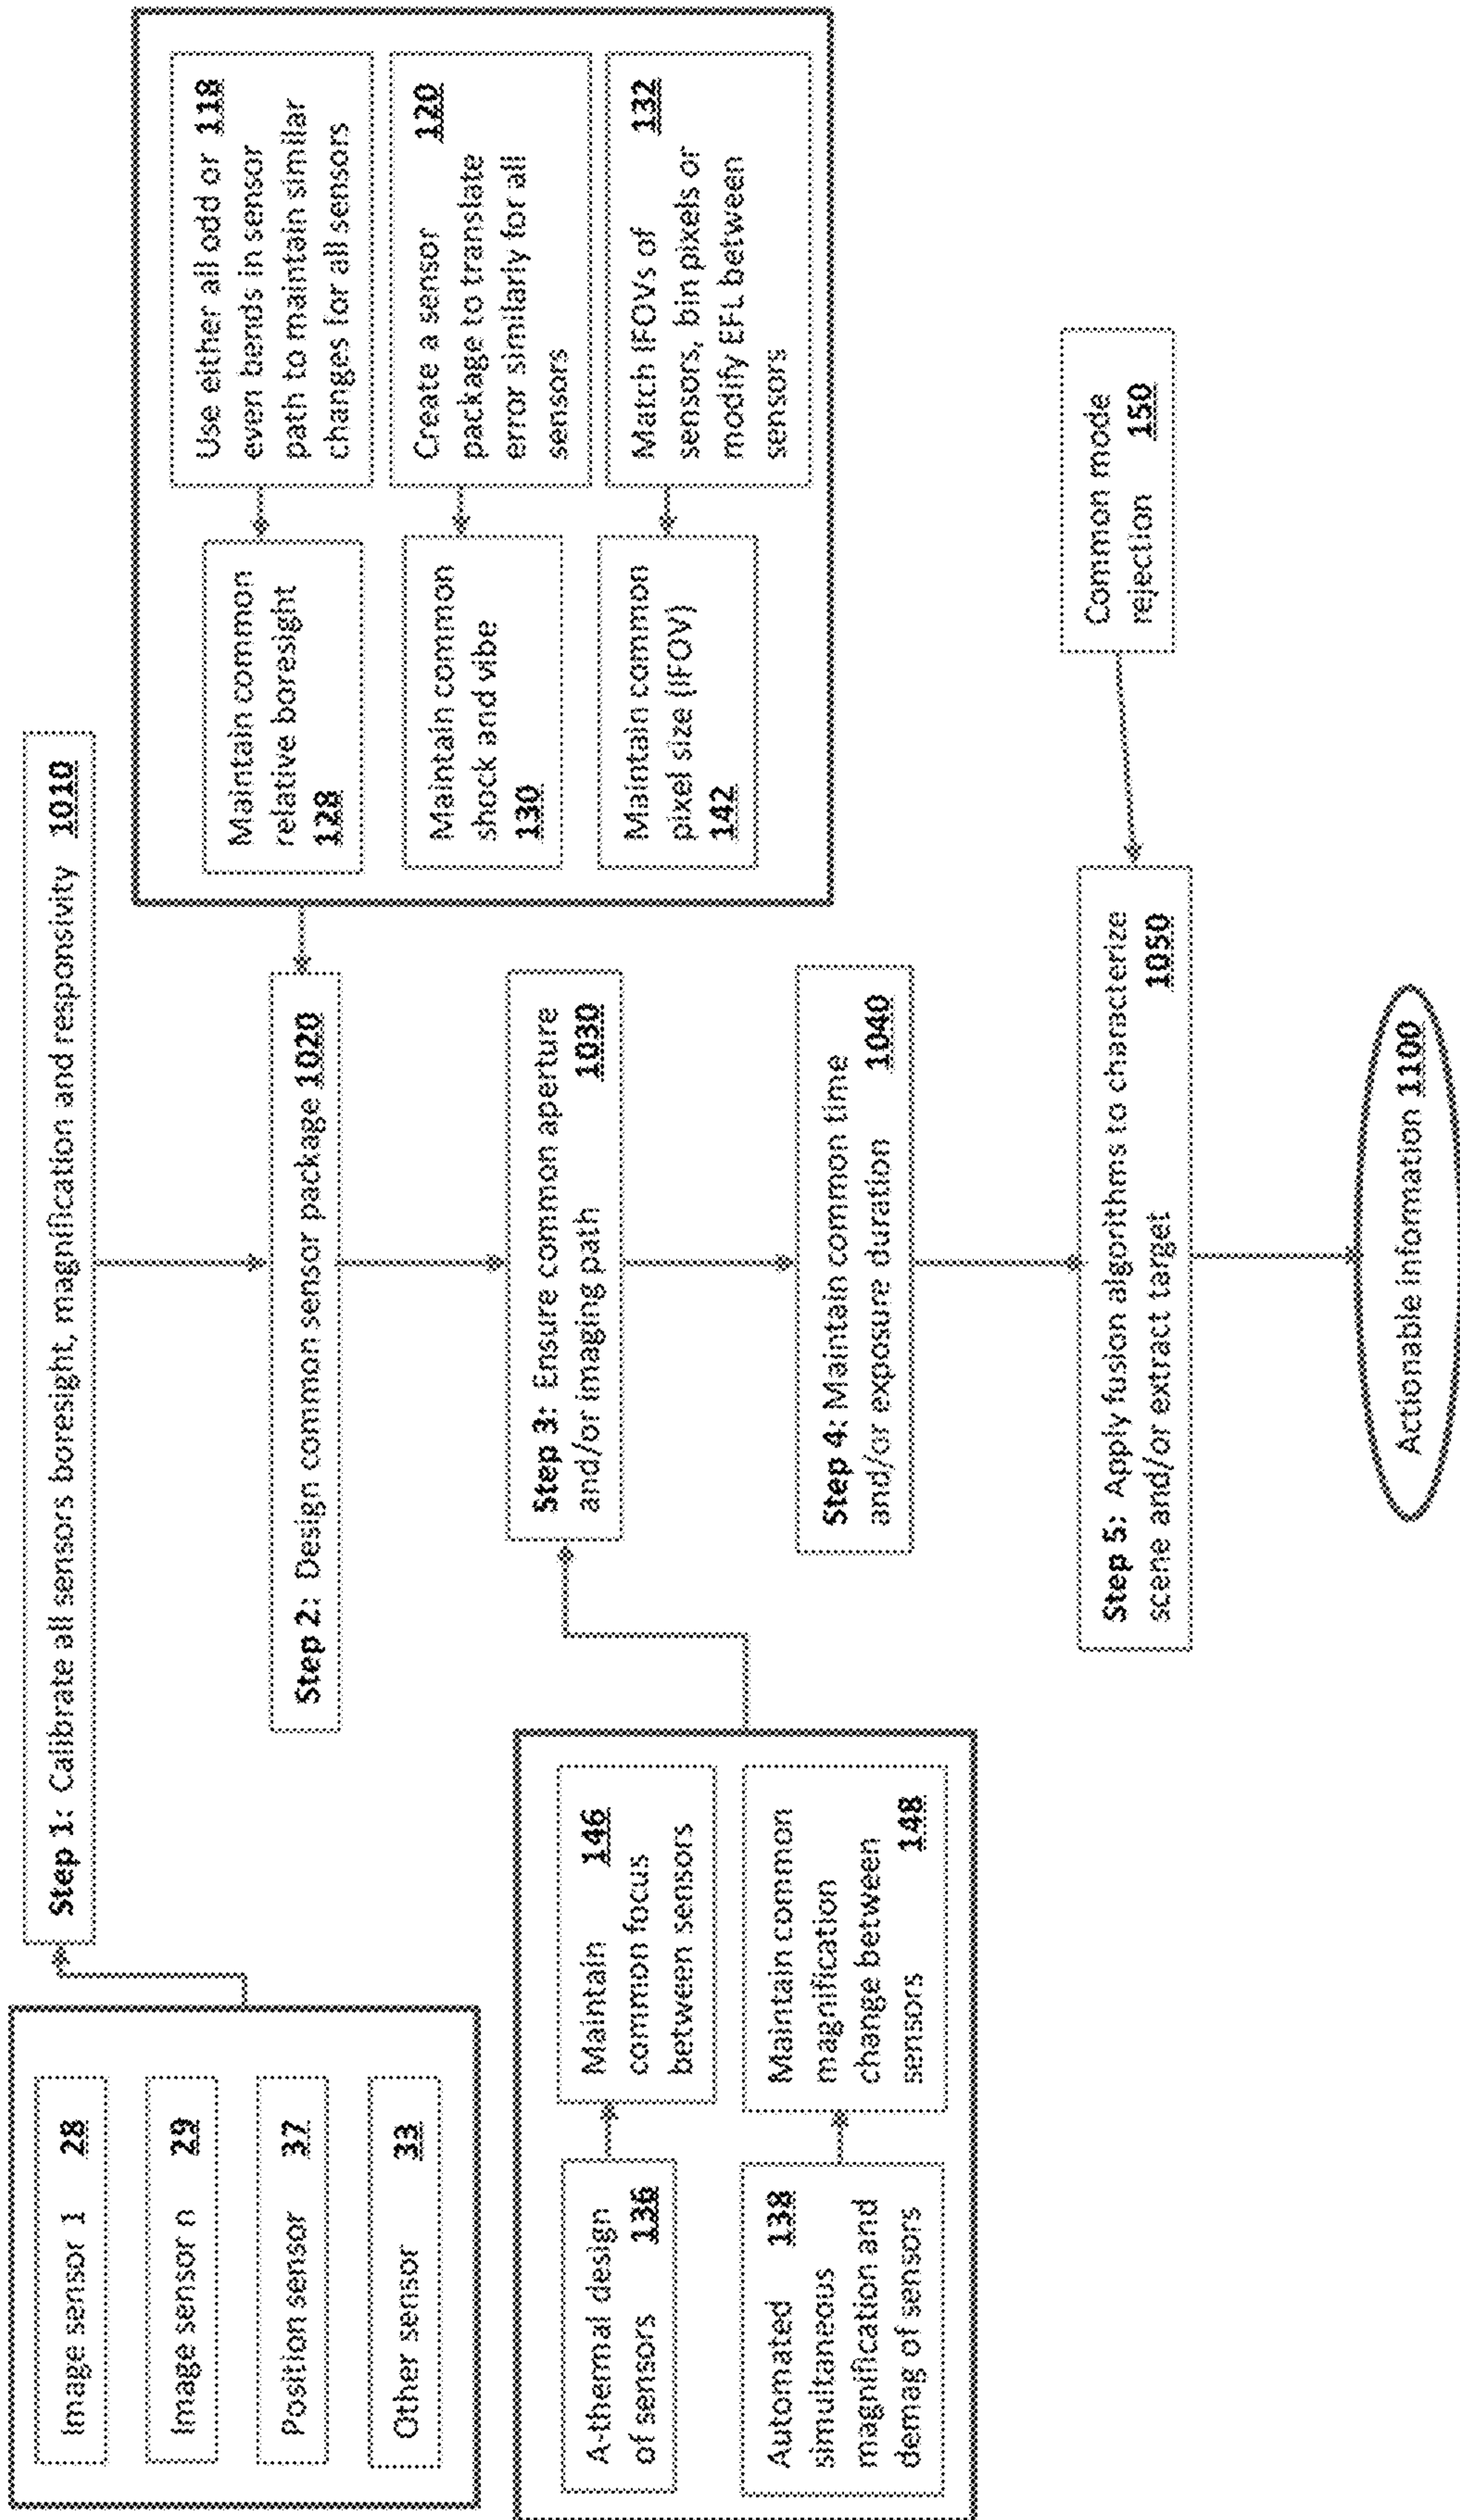 Step 1: Calibrate all sensors boresight, magnification and responsivity 1010
Image sensor 1 28
Image sensor n 29
Position sensor 37
Other sensor 33
Step 2: Design common sensor package 1020
Maintain common
relative boresight
128
Use either all odd or 118
even bends in sensor
path to maintain similar
changes for all sensors
Maintain common
shock and vibe
130
Create a sensor 120
package to translate
error similarly for all
sensors
Maintain common
pixel size (IFOV)
142
Match IFOVs of 132
sensors, bin pixels or
modify EFL between
sensors
Step 3: Ensure common aperture
and/or imaging path 1030
A-thermal design
of sensors 136
Maintain 146
common focus
between sensors
Automated 138
simultaneous
magnification and
demag of sensors
Maintain common
magnification
change between
sensors 148
Step 4: Maintain common time
and/or exposure duration 1040
Step 5: Apply fusion algorithms to characterize
scene and/or extract target 1050
Common mode
rejection 150
Actionable information 1100